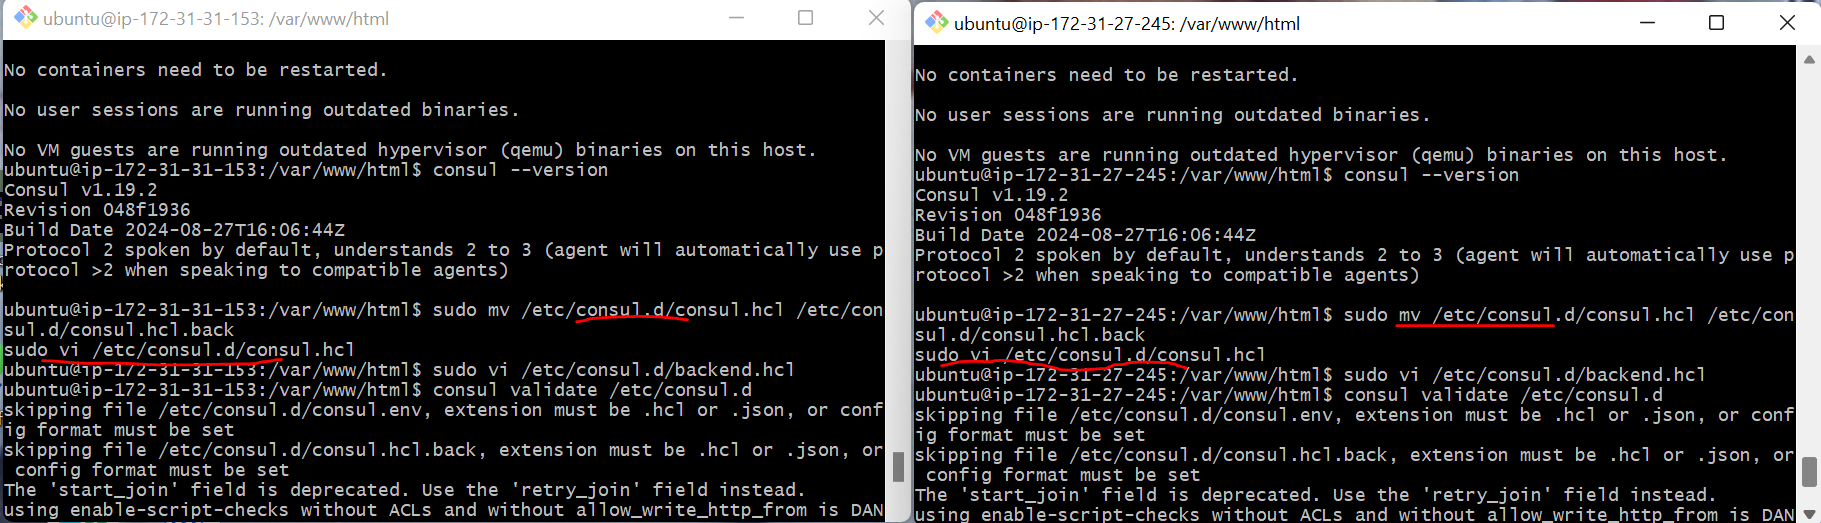 ubuntu@ip-172-31-31-153: /var/www/html
No containers need to be restarted.
No user sessions are running outdated binaries.
No VM guests are running outdated hypervisor (qemu) binaries on this host.
ubuntu@ip-172-31-31-153:/var/www/html$ consul --version
Consul v1.19.2
Revision 048f1936
Build Date 2024-08-27T16:06:44Z
Protocol 2 spoken by default, understands 2 to 3 (agent will automatically use p
rotocol >2 when speaking to compatible agents)
ubuntu@ip-172-31-31-153:/var/www/html$ sudo mv /etc/consul.d/consul.hcl /etc/con
sul.d/consul.hcl.back
sudo vi /etc/consul.d/consul.hcl
ubuntu@ip-172-31-31-153:/var/www/html$ sudo vi /etc/consul.d/backend.hcl
ubuntu@ip-172-31-31-153:/var/www/html$ consul validate /etc/consul.d
skipping file /etc/consul.d/consul.env, extension must be .hcl or .json, or conf
ig format must be set
skipping file /etc/consul.d/consul.hcl.back, extension must be .hcl or .json, or
config format must be set
The 'start_join' field is deprecated. Use the 'retry_join' field instead.
using enable-script-checks without ACLs and without allow_write_http_from is DAN
ubuntu@ip-172-31-27-245: /var/www/html
No containers need to be restarted.
No user sessions are running outdated binaries.
No VM guests are running outdated hypervisor (qemu) binaries on this host.
ubuntu@ip-172-31-27-245:/var/www/html$ consul --version
Consul v1.19.2
Revision 048f1936
Build Date 2024-08-27T16:06:44Z
Protocol 2 spoken by default, understands 2 to 3 (agent will automatically use p
rotocol >2 when speaking to compatible agents)
ubuntu@ip-172-31-27-245:/var/www/html$ sudo mv /etc/consul.d/consul.hcl /etc/con
sul.d/consul.hcl.back
sudo vi /etc/consul.d/consul.hcl
ubuntu@ip-172-31-27-245:/var/www/html$ sudo vi /etc/consul.d/backend.hcl
ubuntu@ip-172-31-27-245:/var/www/html$ consul validate /etc/consul.d
skipping file /etc/consul.d/consul.env, extension must be .hcl or .json, or conf
ig format must be set
skipping file /etc/consul.d/consul.hcl.back, extension must be .hcl or .json, or
config format must be set
The 'start_join' field is deprecated. Use the 'retry_join' field instead.
using enable-script-checks without ACLs and without allow_write_http_from is DAN